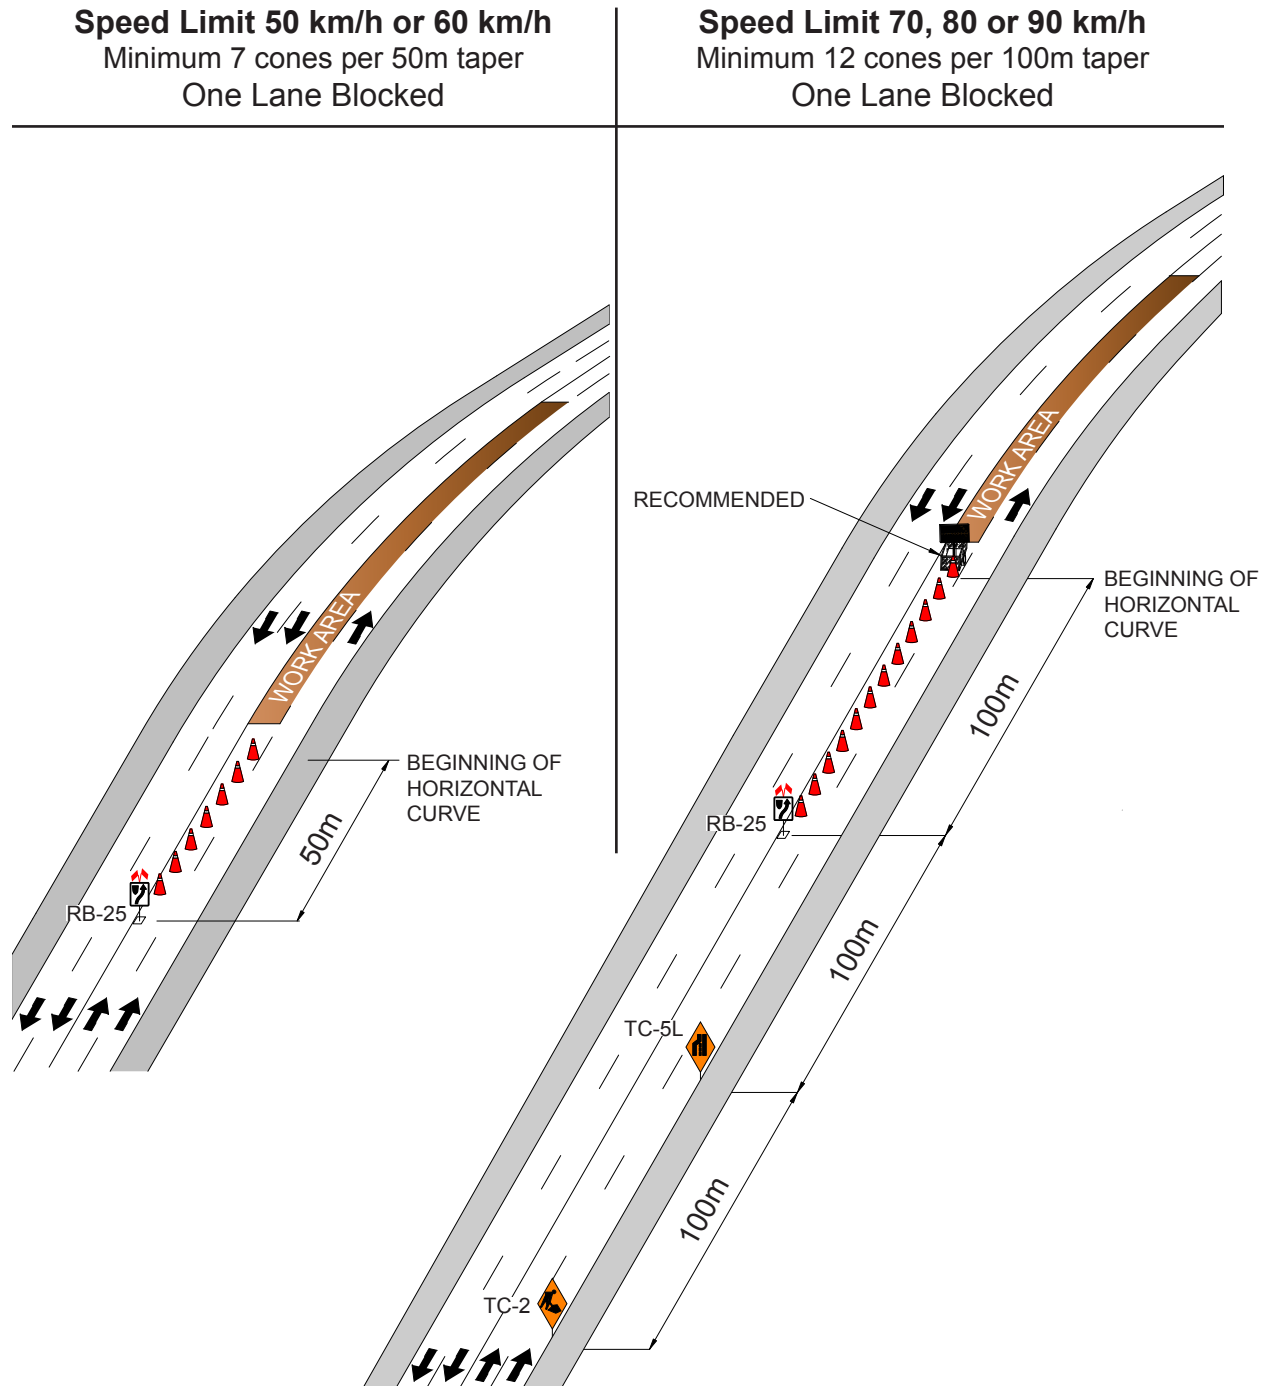 Speed Limit 50 km/h or 60 km/h
Minimum 7 cones per 50m taper
One Lane Blocked
WORK AREA
BEGINNING OF
HORIZONTAL
CURVE
50m
RB-25
Speed Limit 70, 80 or 90 km/h
Minimum 12 cones per 100m taper
One Lane Blocked
WORK AREA
RECOMMENDED
BEGINNING OF
HORIZONTAL
CURVE
100m
RB-25
100m
TC-5L
100m
TC-2